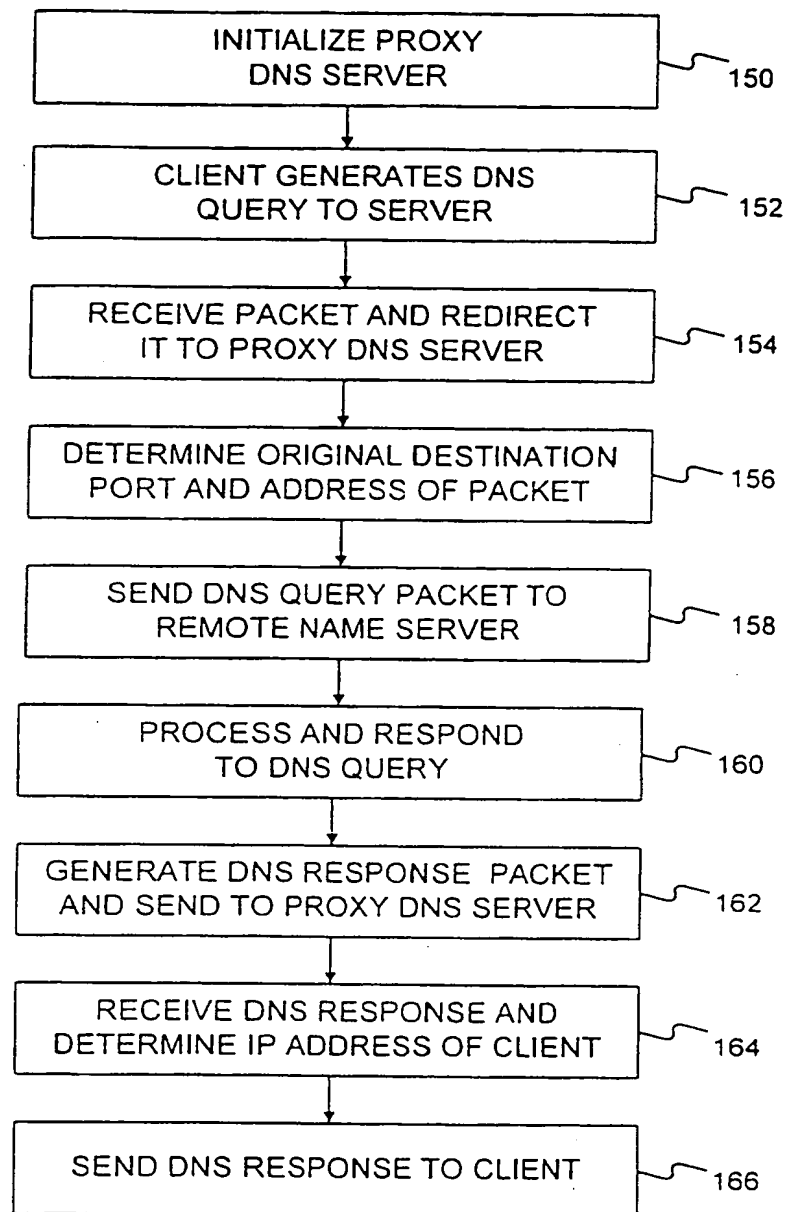 INITIALIZE PROXY
DNS SERVER
150
CLIENT GENERATES DNS
QUERY TO SERVER
152
RECEIVE PACKET AND REDIRECT
IT TO PROXY DNS SERVER
154
DETERMINE ORIGINAL DESTINATION
PORT AND ADDRESS OF PACKET
156
SEND DNS QUERY PACKET TO
REMOTE NAME SERVER
158
PROCESS AND RESPOND
TO DNS QUERY
160
GENERATE DNS RESPONSE PACKET
AND SEND TO PROXY DNS SERVER
162
RECEIVE DNS RESPONSE AND
DETERMINE IP ADDRESS OF CLIENT
164
SEND DNS RESPONSE TO CLIENT
166